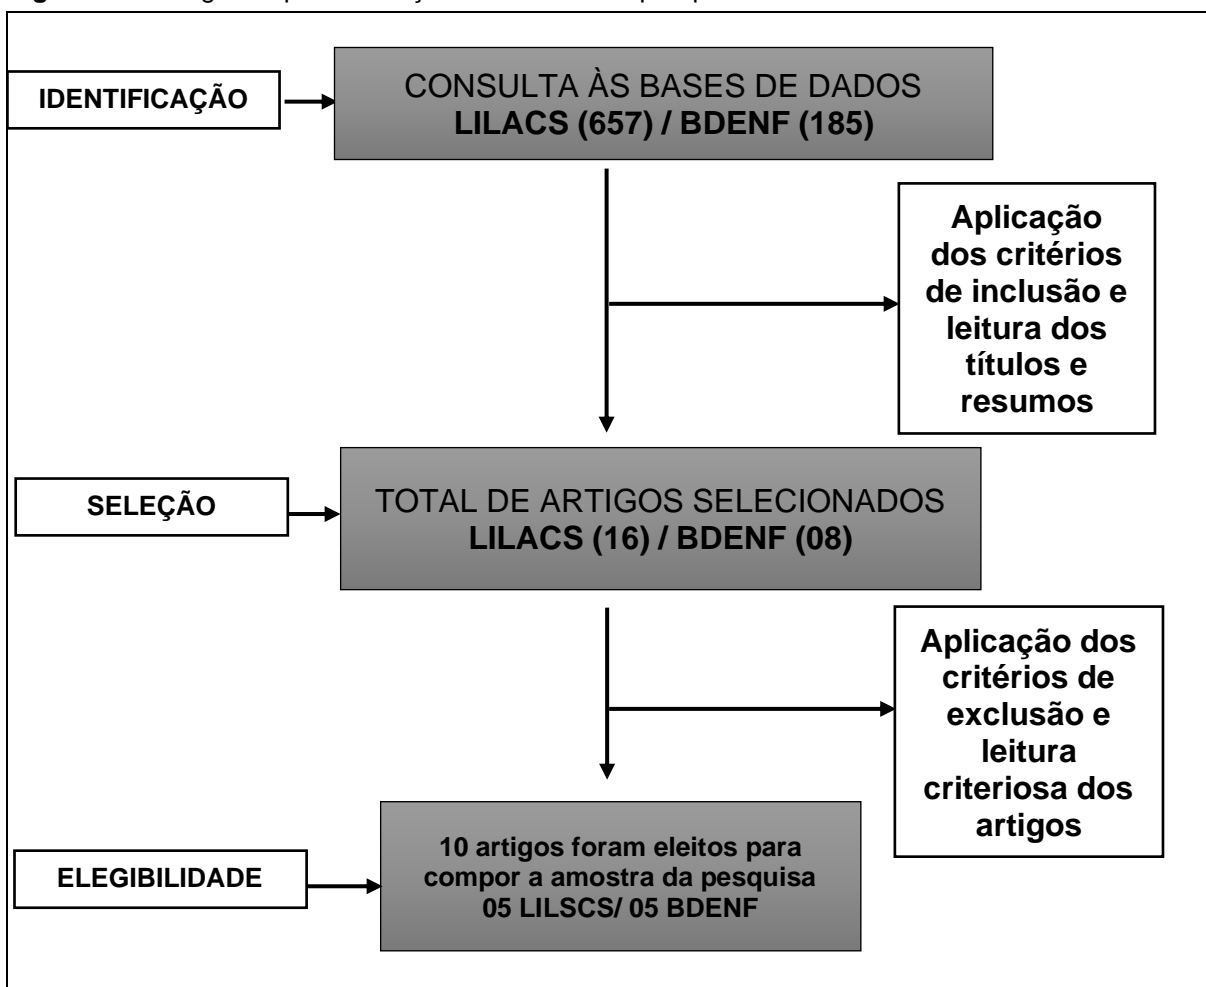 IDENTIFICAÇÃO
CONSULTA ÀS BASES DE DADOS
LILACS (657) / BDENF (185)
Aplicação
dos critérios
de inclusão e
leitura dos
títulos e
resumos
SELEÇÃO
TOTAL DE ARTIGOS SELECIONADOS
LILACS (16) / BDENF (08)
Aplicação dos
critérios de
exclusão e
leitura
criteriosa dos
artigos
ELEGIBILIDADE
10 artigos foram eleitos para
compor a amostra da pesquisa
05 LILSCS/ 05 BDENF